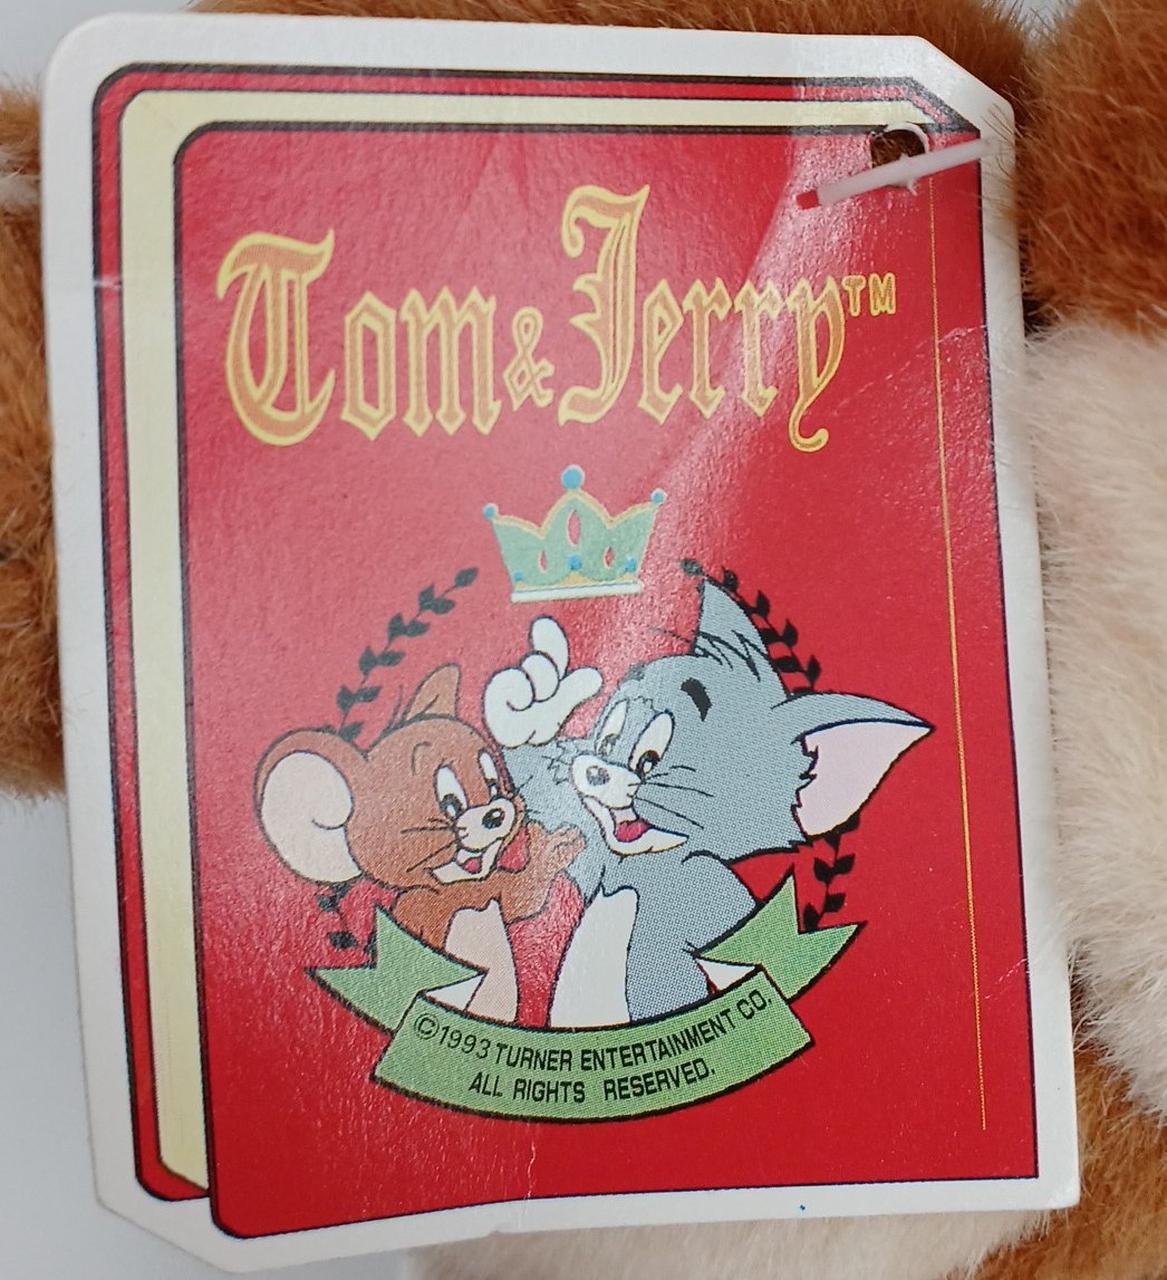 Tom & Jerry™
©1993 TURNER ENTERTAINMENT CO.
ALL RIGHTS RESERVED.